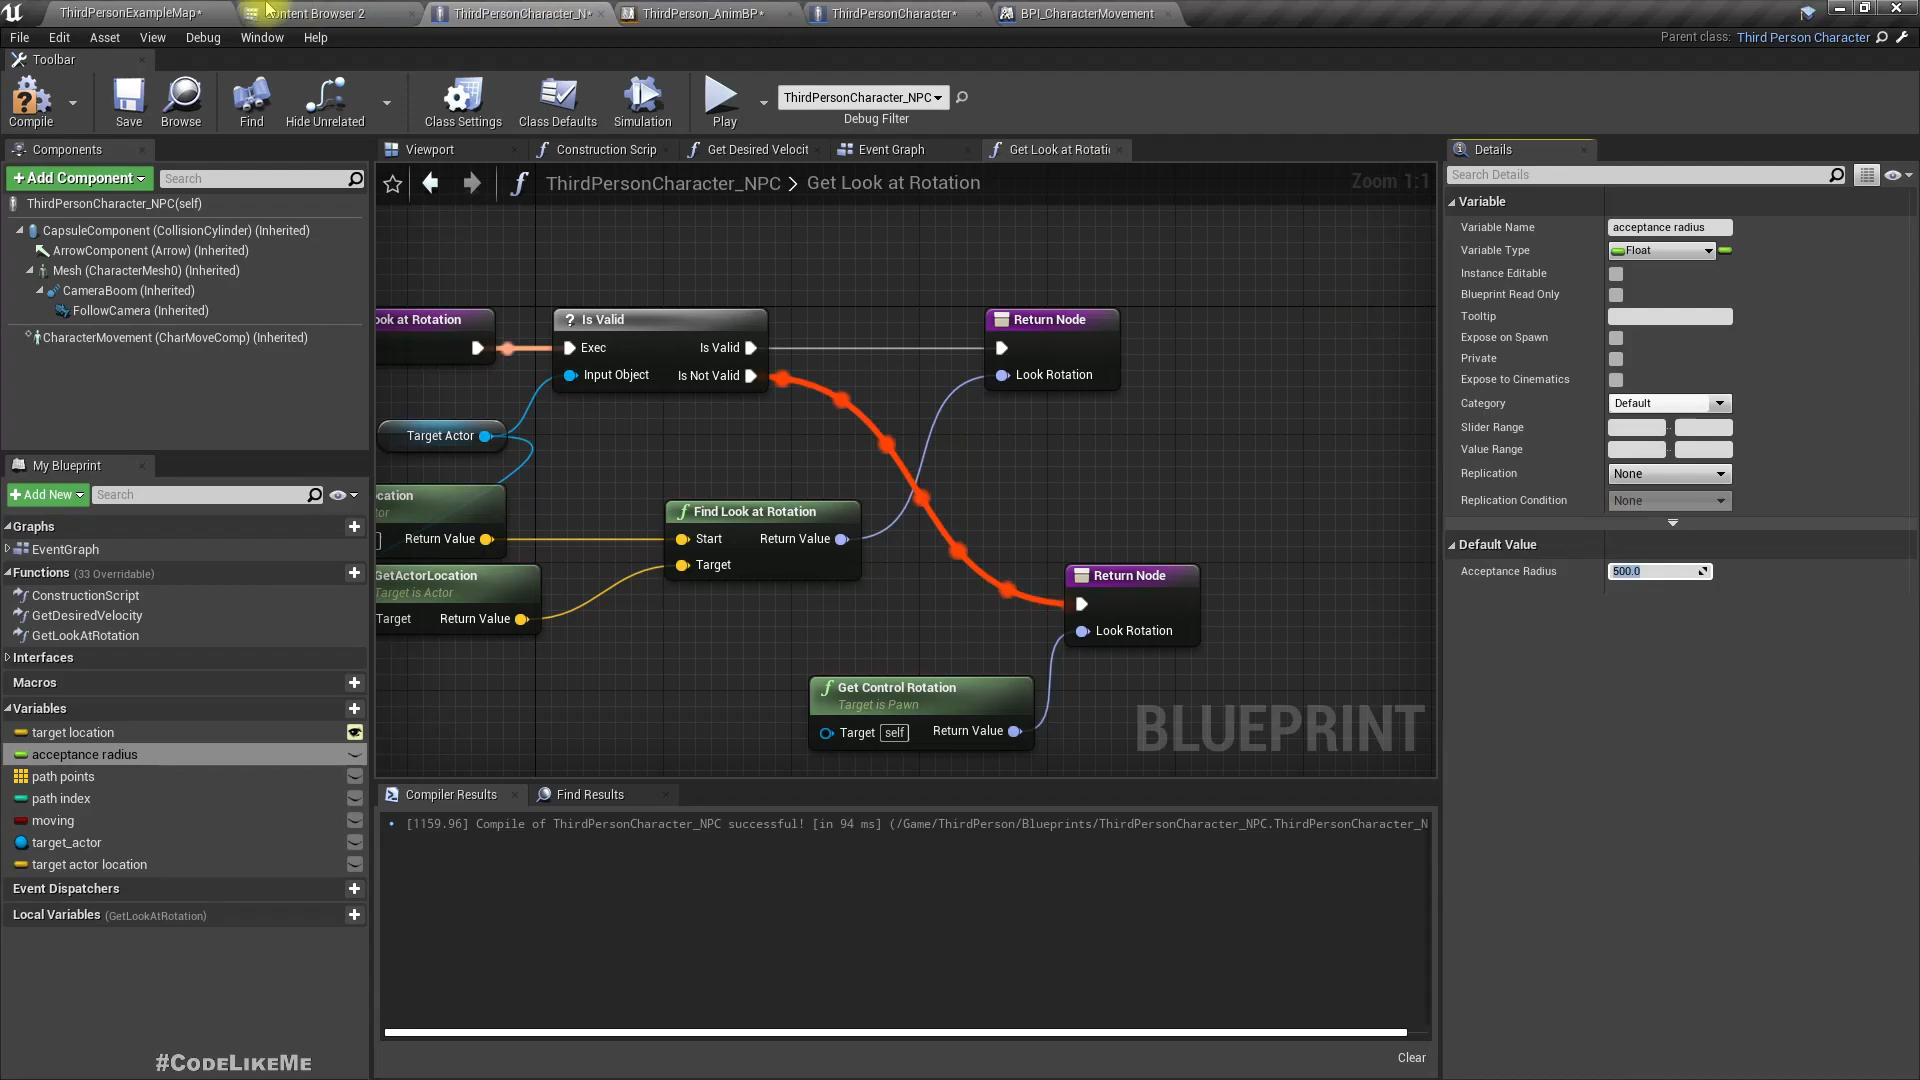 ThirdPersonExampleMap*
ontent Browser 2
ThirdPersonCharacter_N*
ThirdPerson_AnimBP*
ThirdPersonCharacter*
BPI_CharacterMovement
File
Edit
Asset
View
Debug
Window
Help
Parent class:
Third Person Character
Toolbar
Compile
Save
Browse
Find
Hide Unrelated
Class Settings
Class Defaults
Simulation
Play
ThirdPersonCharacter_NPC
Debug Filter
Components
+Add Component
Search
ThirdPersonCharacter_NPC(self)
CapsuleComponent (CollisionCylinder) (Inherited)
ArrowComponent (Arrow) (Inherited)
Mesh (CharacterMesh0) (Inherited)
CameraBoom (Inherited)
FollowCamera (Inherited)
CharacterMovement (CharMoveComp) (Inherited)
My Blueprint
+Add New
Search
Graphs
EventGraph
Functions (33 Overridable)
ConstructionScript
GetDesiredVelocity
GetLookAtRotation
Interfaces
Macros
Variables
target location
acceptance radius
path points
path index
moving
target_actor
target actor location
Event Dispatchers
Local Variables (GetLookAtRotation)
#CodeLikeMe
Viewport
Construction Scrip
Get Desired Velocit
Event Graph
Get Look at Rotati
ThirdPersonCharacter_NPC > Get Look at Rotation
Zoom 1:1
ook at Rotation
? Is Valid
Exec
Is Valid
Input Object
Is Not Valid
Return Node
Look Rotation
Target Actor
cation
tor
Return Value
GetActorLocation
Target is Actor
Target
Return Value
f Find Look at Rotation
Start
Return Value
Target
Return Node
Look Rotation
f Get Control Rotation
Target is Pawn
Target
self
Return Value
BLUEPRINT
Compiler Results
Find Results
[1159.96] Compile of ThirdPersonCharacter_NPC successful! [in 94 ms] (/Game/ThirdPerson/Blueprints/ThirdPersonCharacter_NPC.ThirdPersonCharacter_N
Clear
Details
Search Details
Variable
Variable Name
acceptance radius
Variable Type
Float
Instance Editable
Blueprint Read Only
Tooltip
Expose on Spawn
Private
Expose to Cinematics
Category
Default
Slider Range
Value Range
Replication
None
Replication Condition
None
Default Value
Acceptance Radius
500.0